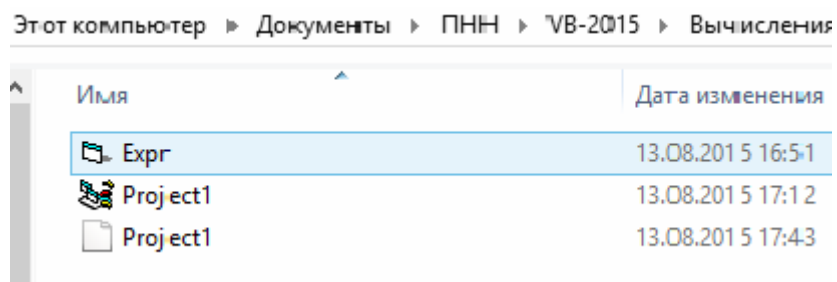 Этот компьютер ▸ Документы ▸ ПНН ▸ VB-2015 ▸ Вычисления
Имя Дата изменения
Expr 13.08.2015 16:51
Project1 13.08.2015 17:12
Project1 13.08.2015 17:43